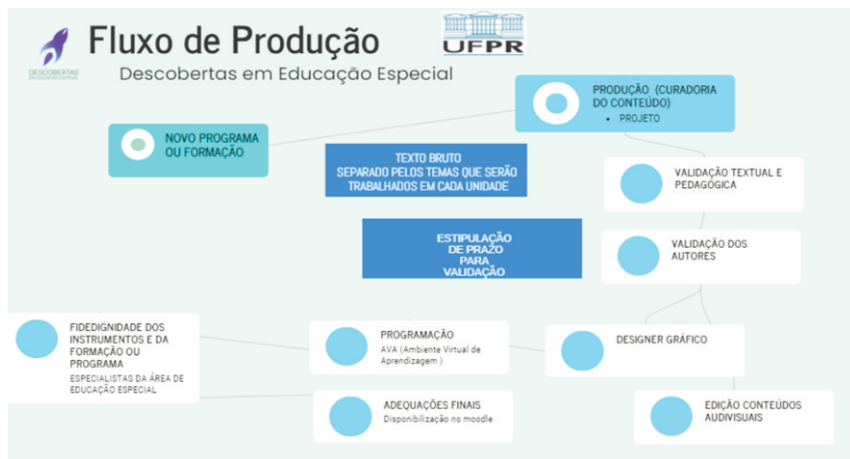 Fluxo de Produção
UFPR
DESCOBERTAS
EM EDUCAÇÃO ESPECIAL
Descobertas em Educação Especial
PRODUÇÃO (CURADORIA
DO CONTEÚDO)
• PROJETO
NOVO PROGRAMA
OU FORMAÇÃO
TEXTO BRUTO
SEPARADO PELOS TEMAS QUE SERÃO
TRABALHADOS EM CADA UNIDADE
VALIDAÇÃO TEXTUAL E
PEDAGÓGICA
ESTIPULAÇÃO
DE PRAZO
PARA
VALIDAÇÃO
VALIDAÇÃO DOS
AUTORES
FIDEDIGNIDADE DOS
INSTRUMENTOS E DA
FORMAÇÃO OU
PROGRAMA
ESPECIALISTAS DA ÁREA DE
EDUCAÇÃO ESPECIAL
PROGRAMAÇÃO
AVA (Ambiente Virtual de
Aprendizagem )
DESIGNER GRÁFICO
ADEQUAÇÕES FINAIS
Disponibilização no moodle
EDIÇÃO CONTEÚDOS
AUDIVISUAIS